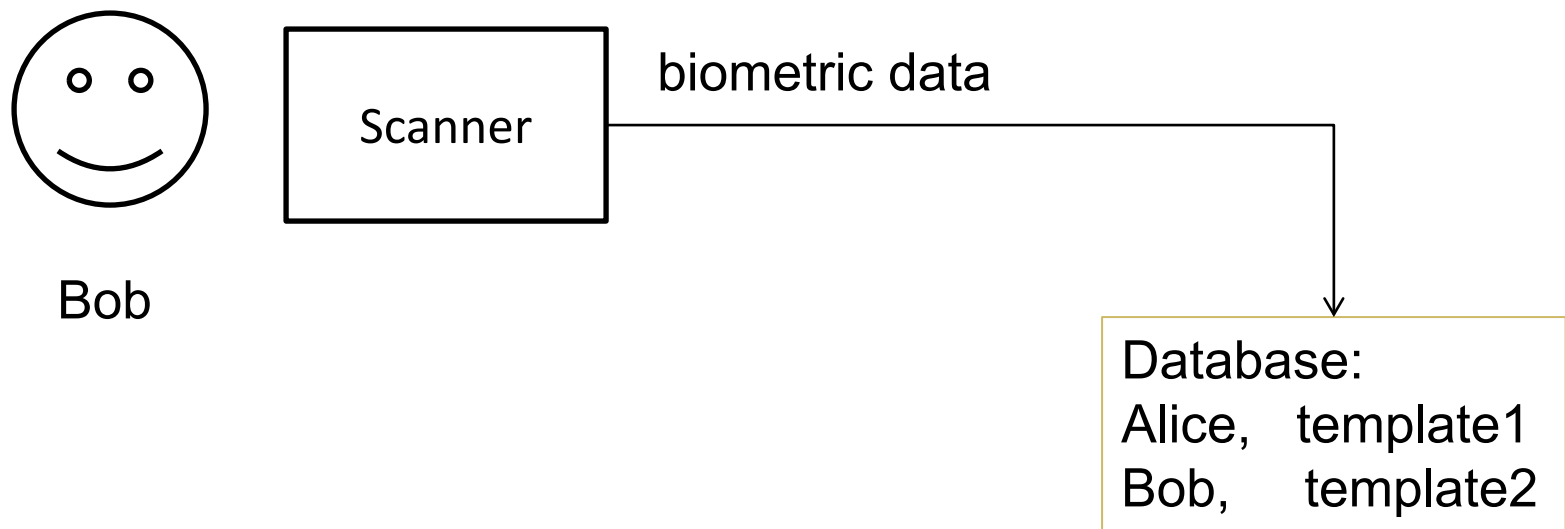 biometric data
Scanner
Bob
Database:
Alice, template1
Bob, template2